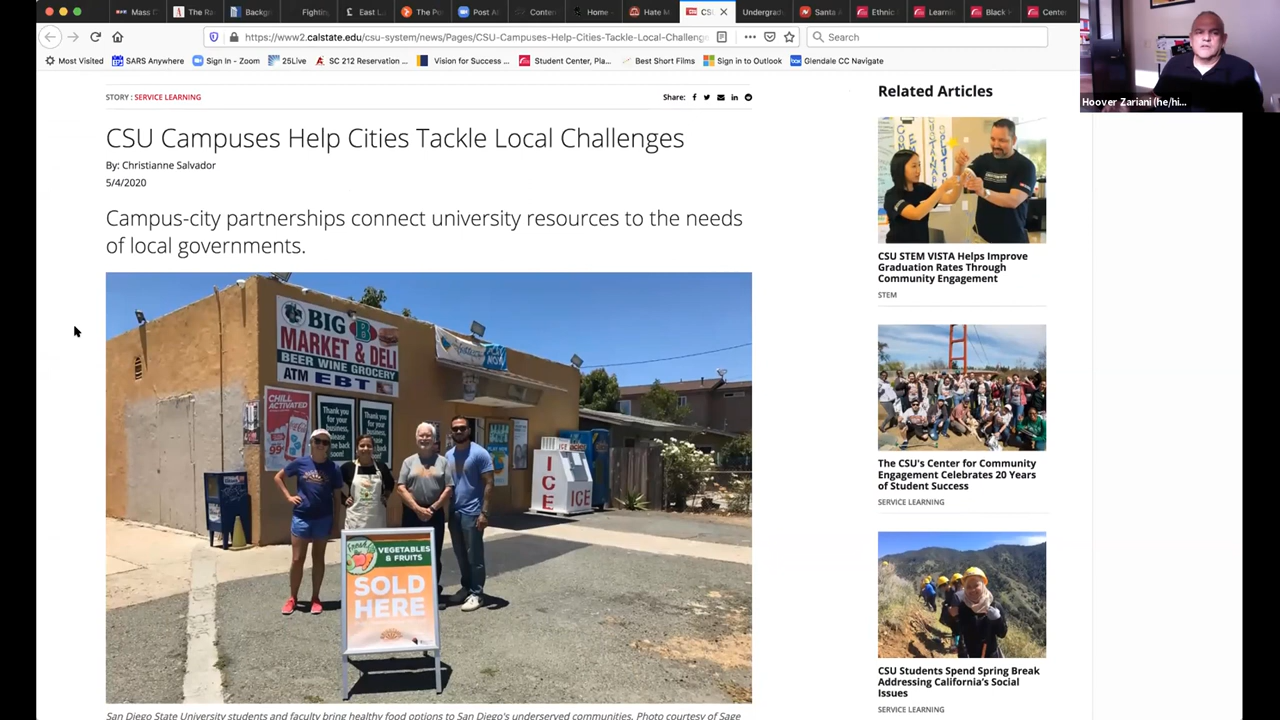 Mass
The Ra
Backgr
Fighting
East L
The Po
Post A
Conten
Home
Hate M
CS
Undergrad
Santa
Ethnic
Learni
Black
Center
https://www2.calstate.edu/csu-system/news/Pages/CSU-Campuses-Help-Cities-Tackle-Local-Challeng
Search
Most Visited
SARS Anywhere
Sign In - Zoom
25Live
SC 212 Reservation ...
Vision for Success ...
Student Center, Pla...
Best Short Films
Sign in to Outlook
Glendale CC Navigate
Hoover Zariani (he/hi...
STORY : SERVICE LEARNING
Share:
CSU Campuses Help Cities Tackle Local Challenges
By: Christianne Salvador
5/4/2020
Campus-city partnerships connect university resources to the needs
of local governments.
BIG B
MARKET & DELI
BEER WINE GROCERY
ATM EBT
CHILL
ACTIVATED
99
Thank you
for your
business,
please
come back
soon!
Thank you
for your
business,
ICE
ICE
VEGETABLES
& FRUITS
SOLD
HERE
San Diego State University students and faculty bring healthy food options to San Diego's underserved communities. Photo courtesy of Sage
Related Articles
CSU STEM VISTA Helps Improve
Graduation Rates Through
Community Engagement
STEM
The CSU's Center for Community
Engagement Celebrates 20 Years
of Student Success
SERVICE LEARNING
CSU Students Spend Spring Break
Addressing California's Social
Issues
SERVICE LEARNING